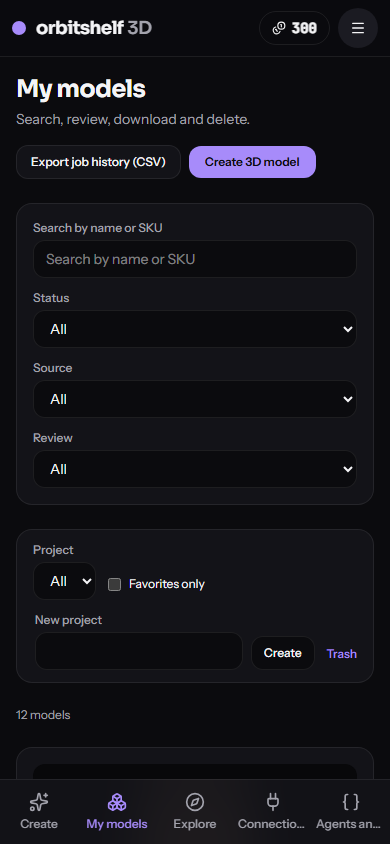 orbitshelf 3D
300
My models
Search, review, download and delete.
Export job history (CSV)
Create 3D model
Search by name or SKU
Search by name or SKU
Status
All
Source
All
Review
All
Project
All
Favorites only
New project
Create
Trash
12 models
Create
My models
Explore
Connectio...
Agents an...